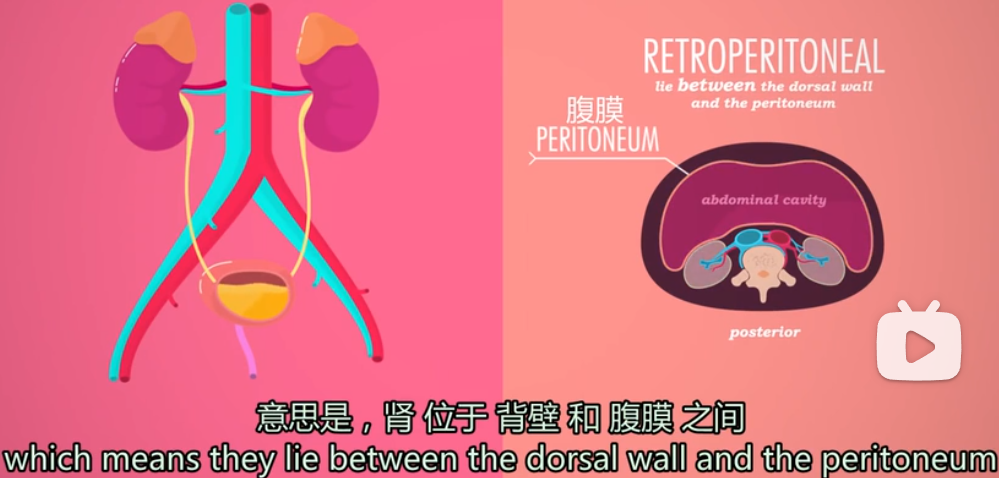 RETROPERITONEAL
lie between the dorsal wall
and the peritoneum
腹膜
PERITONEUM
abdominal cavity
posterior
意思是，肾 位于 背壁 和 腹膜 之间
which means they lie between the dorsal wall and the peritoneum